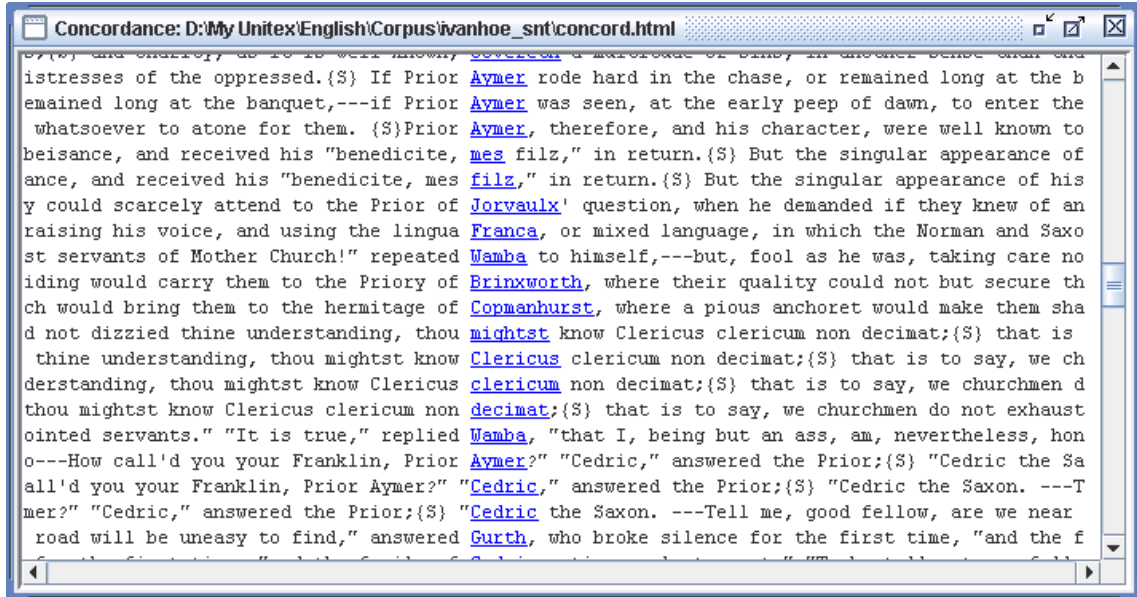 Concordance: D:\My Unitex\English\Corpus\ivanhoe_snt\concord.html
istresses of the oppressed.{S} If Prior Aymer rode hard in the chase, or remained long at the b
emained long at the banquet,---if Prior Aymer was seen, at the early peep of dawn, to enter the
whatsoever to atone for them. {S}Prior Aymer, therefore, and his character, were well known to
beisance, and received his "benedicite, mes filz," in return.{S} But the singular appearance of
ance, and received his "benedicite, mes filz," in return.{S} But the singular appearance of his
y could scarcely attend to the Prior of Jorvaulx' question, when he demanded if they knew of an
raising his voice, and using the lingua Franca, or mixed language, in which the Norman and Saxo
st servants of Mother Church!" repeated Wamba to himself,---but, fool as he was, taking care no
iding would carry them to the Priory of Brinxworth, where their quality could not but secure th
ch would bring them to the hermitage of Copmanhurst, where a pious anchoret would make them sha
d not dizzied thine understanding, thou mightst know Clericus clericum non decimat;{S} that is
thine understanding, thou mightst know Clericus clericum non decimat;{S} that is to say, we ch
derstanding, thou mightst know Clericus clericum non decimat;{S} that is to say, we churchmen d
thou mightst know Clericus clericum non decimat;{S} that is to say, we churchmen do not exhaust
ointed servants." "It is true," replied Wamba, "that I, being but an ass, am, nevertheless, hon
o---How call'd you your Franklin, Prior Aymer?" "Cedric," answered the Prior;{S} "Cedric the Sa
all'd you your Franklin, Prior Aymer?" "Cedric," answered the Prior;{S} "Cedric the Saxon. ---T
mer?" "Cedric," answered the Prior;{S} "Cedric the Saxon. ---Tell me, good fellow, are we near
road will be uneasy to find," answered Gurth, who broke silence for the first time, "and the f